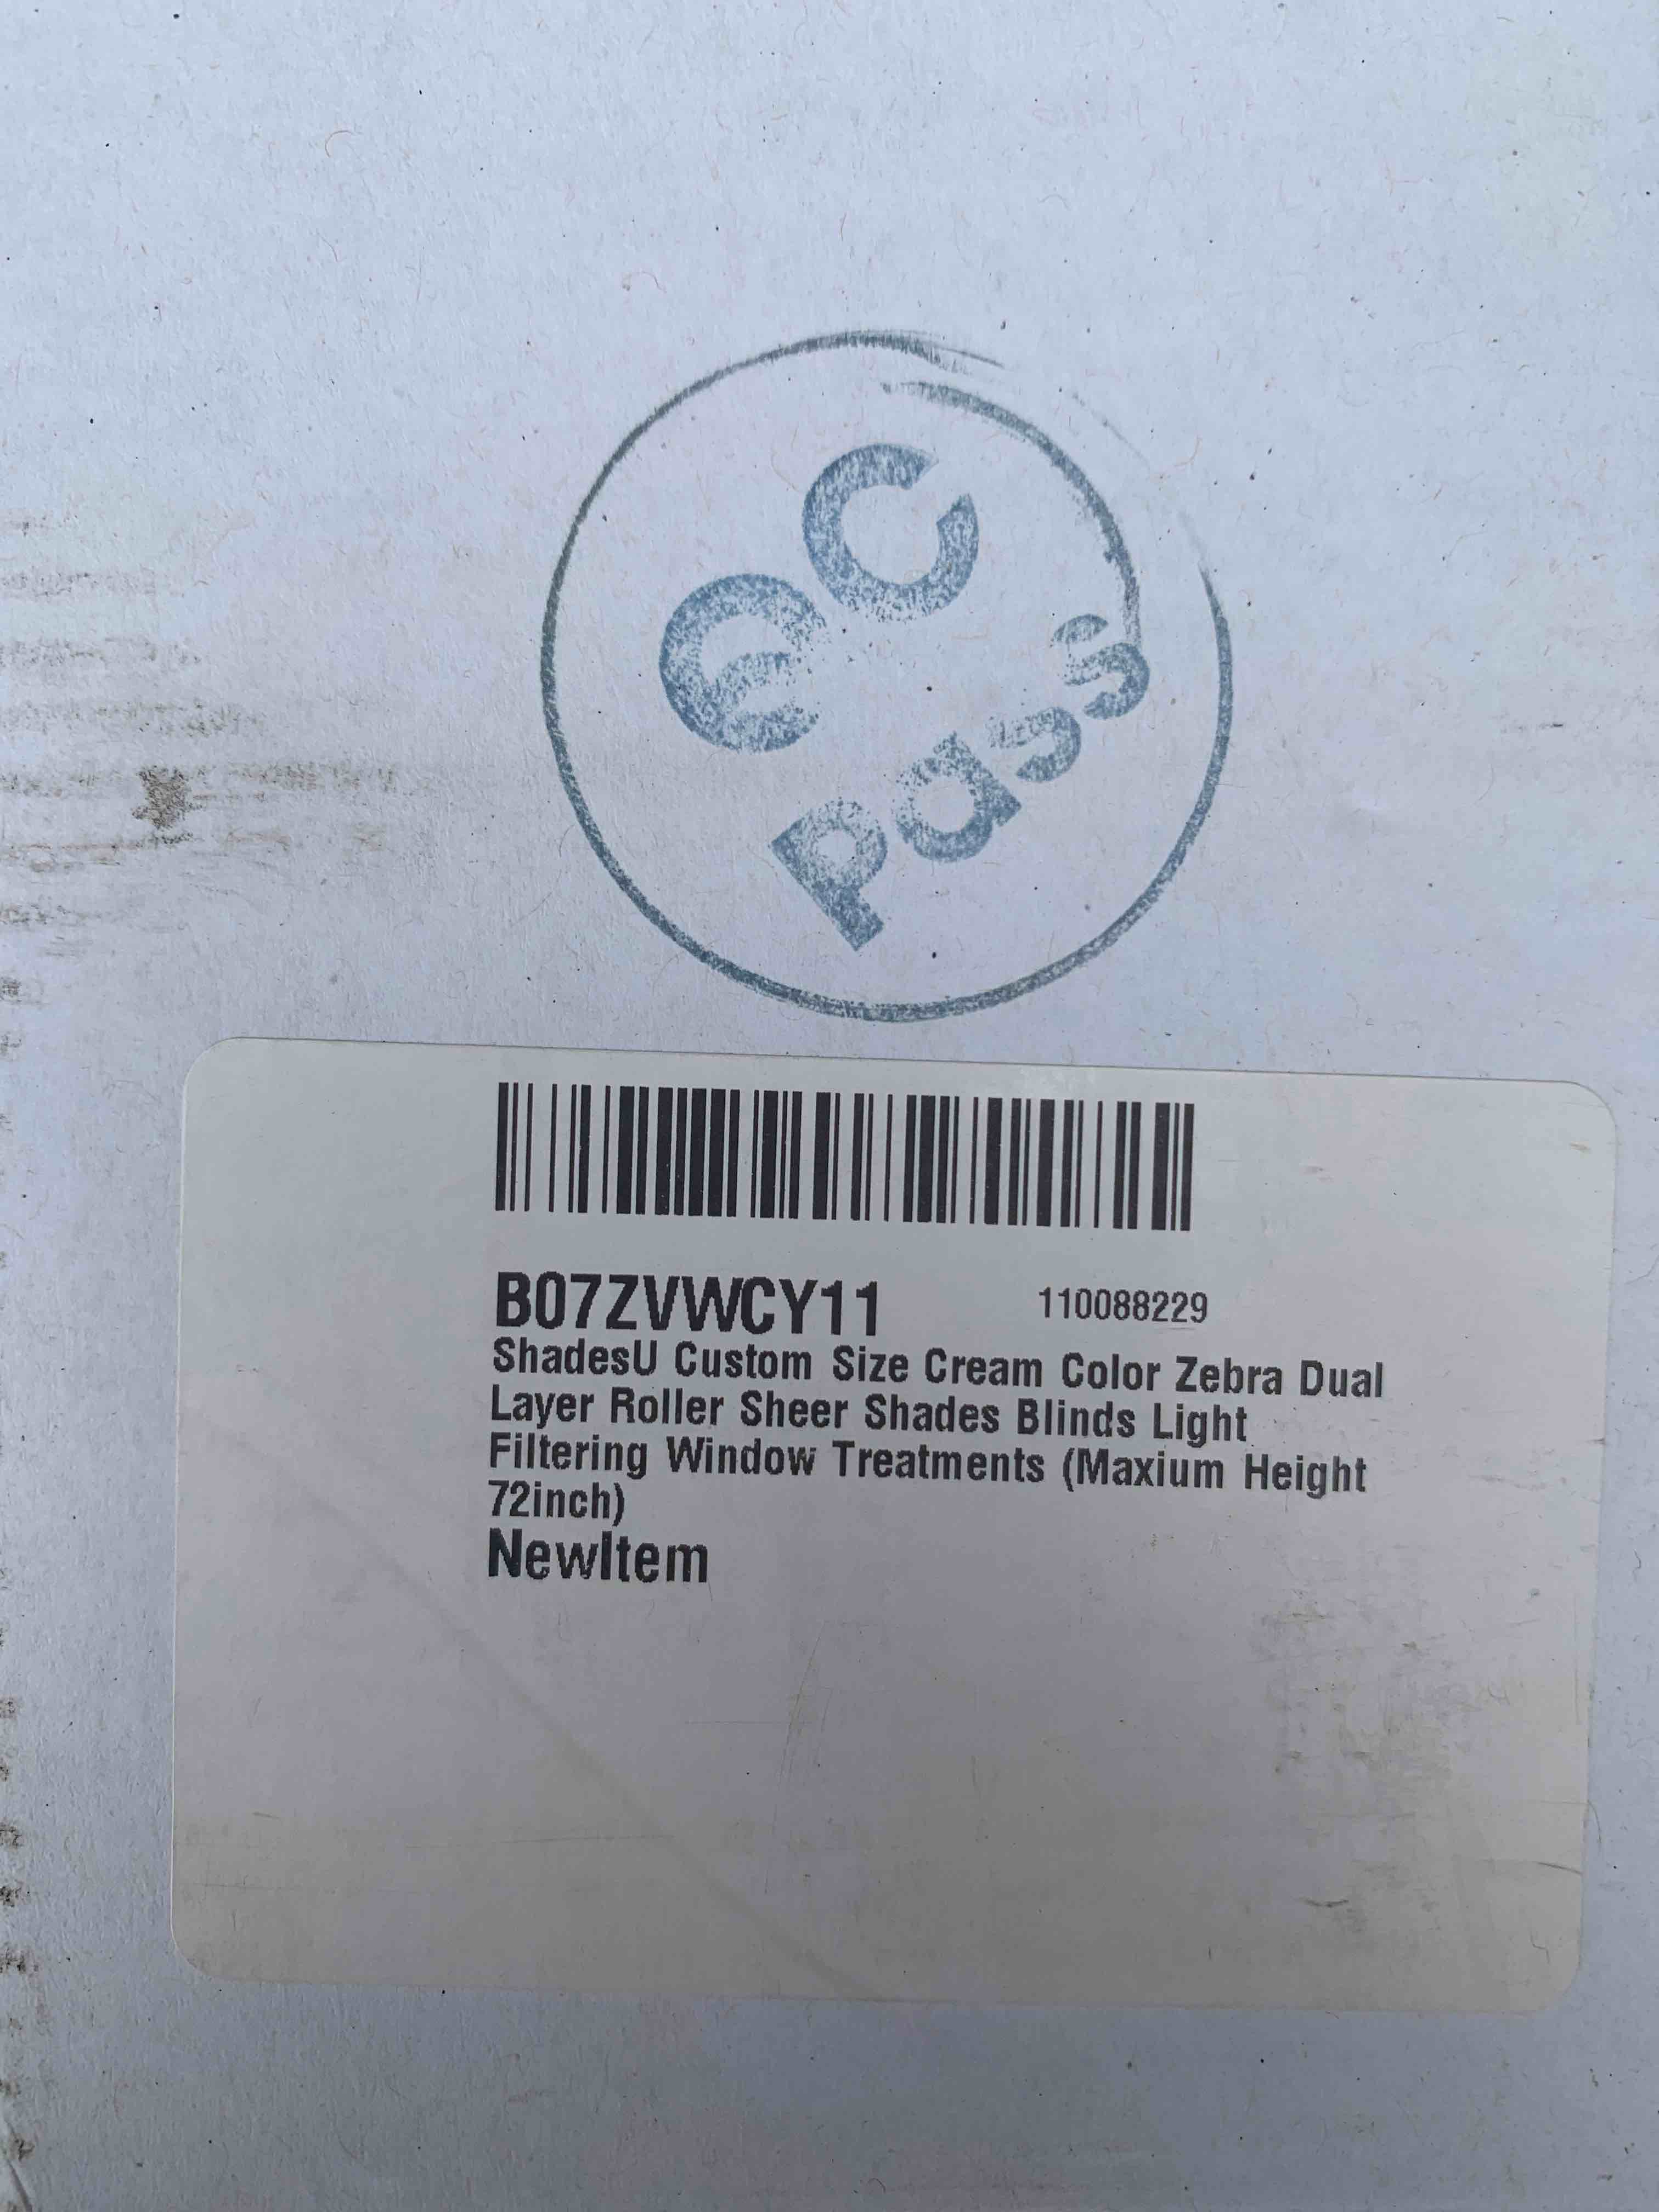 QC
pass
B07ZVWCY11 110088229
ShadesU Custom Size Cream Color Zebra Dual
Layer Roller Sheer Shades Blinds Light
Filtering Window Treatments (Maxium Height
72inch)
NewItem